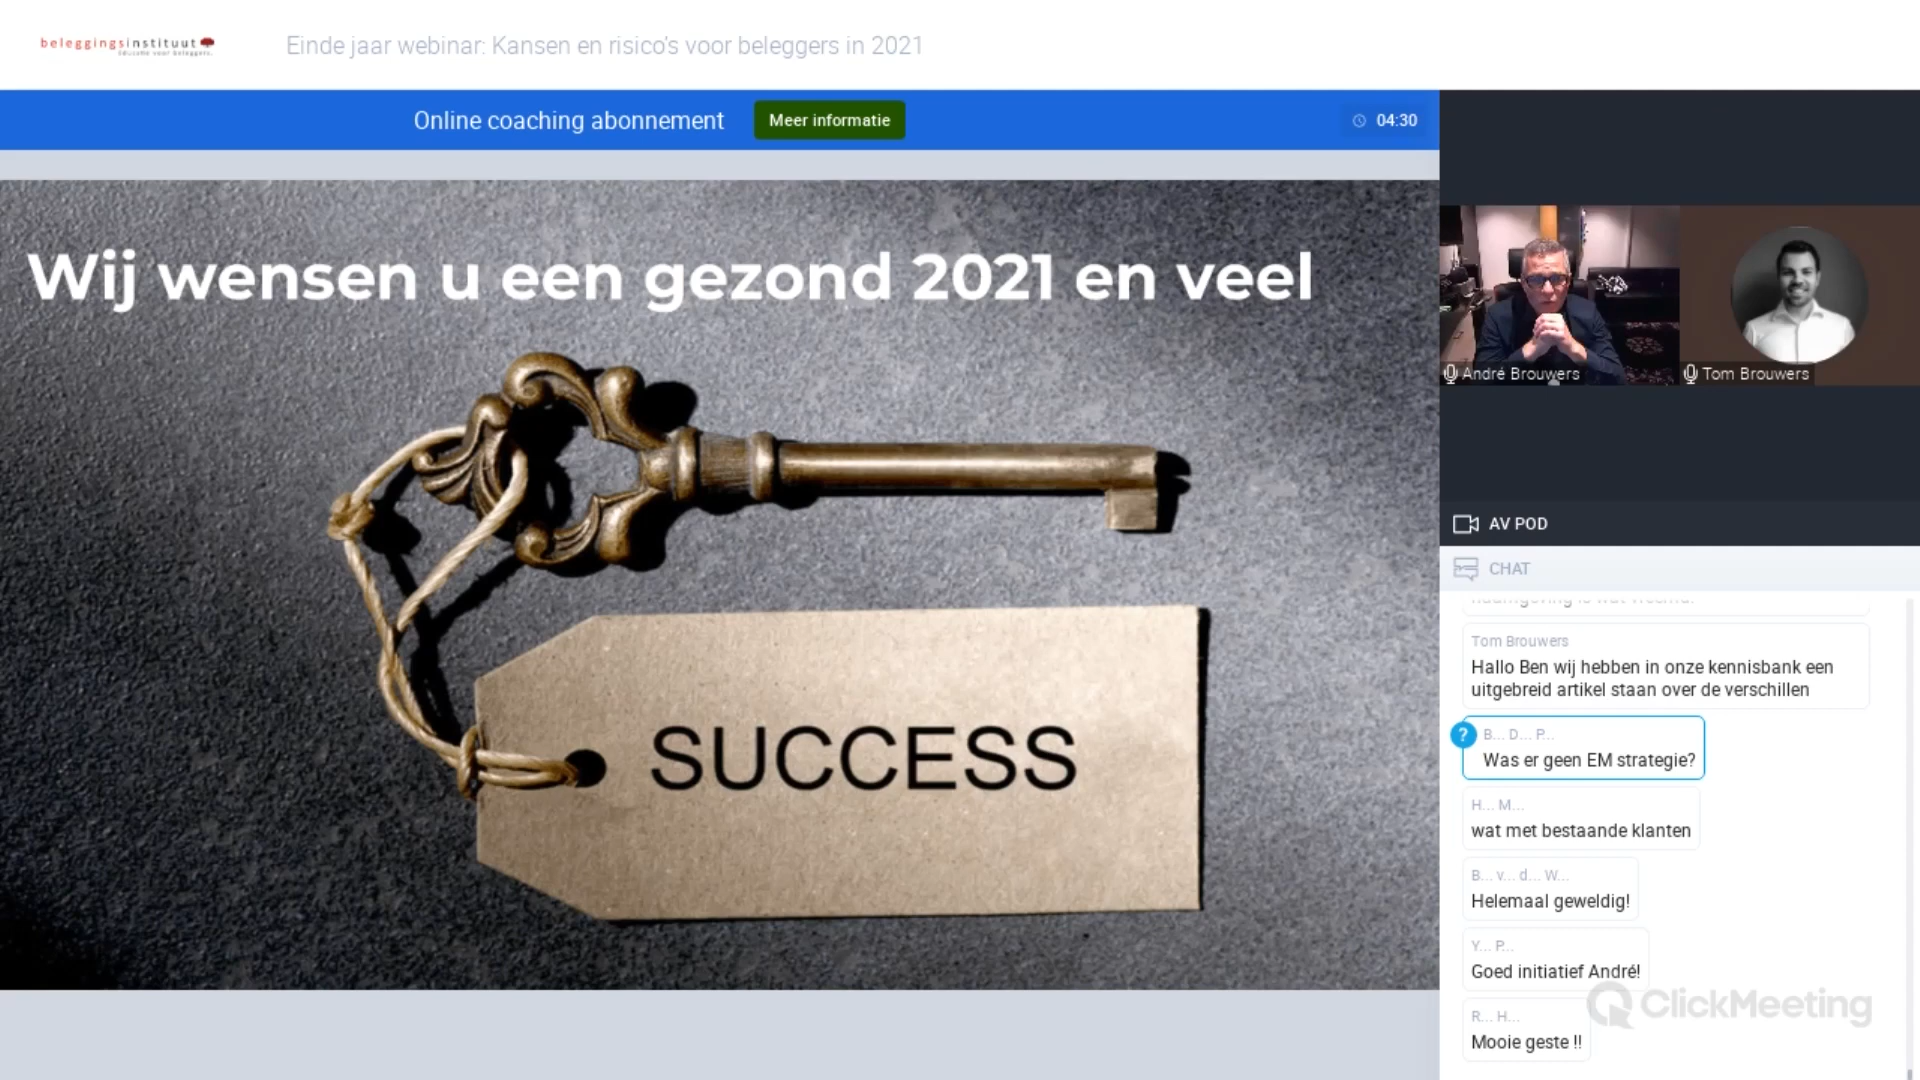 beleggingsinstituut
Educatie voor beleggers.
Einde jaar webinar: Kansen en risico's voor beleggers in 2021
Online coaching abonnement
Meer informatie
04:30
Wij wensen u een gezond 2021 en veel
SUCCESS
André Brouwers
Tom Brouwers
AV POD
CHAT
Tom Brouwers
Hallo Ben wij hebben in onze kennisbank een
uitgebreid artikel staan over de verschillen
?
B... D... P...
Was er geen EM strategie?
H... M...
wat met bestaande klanten
B... v... d... W...
Helemaal geweldig!
Y... P...
Goed initiatief André!
R... H...
Mooie geste !!
ClickMeeting